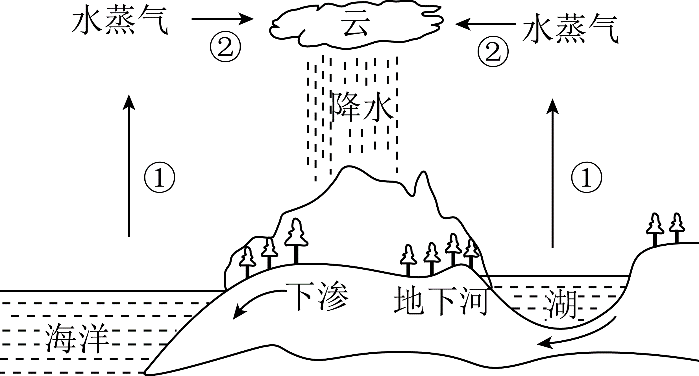 水蒸气
②
云
②
水蒸气
降水
①
①
下渗
地下河
湖
海洋